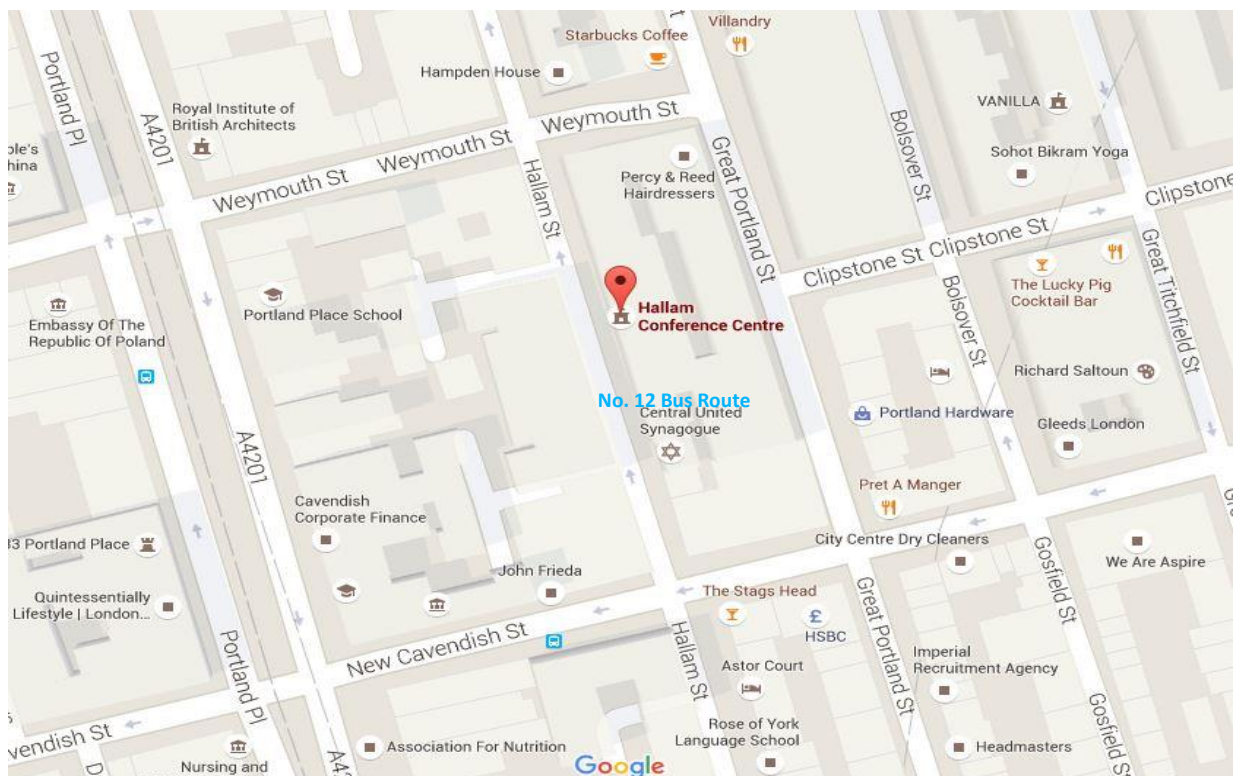 Villandry
Starbucks Coffee
Hampden House
Portland Pl
A4201
Royal Institute of
British Architects
Weymouth St
Weymouth St
Weymouth St
VANILLA
Bolsover St
Sohot Bikram Yoga
ple's
hina
Percy & Reed
Hairdressers
Great Portland St
Hallam St
Clipstone
Clipstone St
Clipstone St
Great Titchfield St
The Lucky Pig
Cocktail Bar
Portland Place School
Hallam
Conference Centre
Embassy Of The
Republic Of Poland
Bolsover St
Richard Saltoun
No. 12 Bus Route
Central United
Synagogue
Portland Hardware
Gleeds London
A4201
Pret A Manger
Cavendish
Corporate Finance
33 Portland Place
City Centre Dry Cleaners
We Are Aspire
John Frieda
The Stags Head
HSBC
Quintessentially
Lifestyle | London...
Great Portland St
Gosfield St
New Cavendish St
Hallam St
Portland Pl
Imperial
Recruitment Agency
Astor Court
Rose of York
Language School
Gosfield S
vendish St
Association For Nutrition
Headmasters
Nursing and
Google